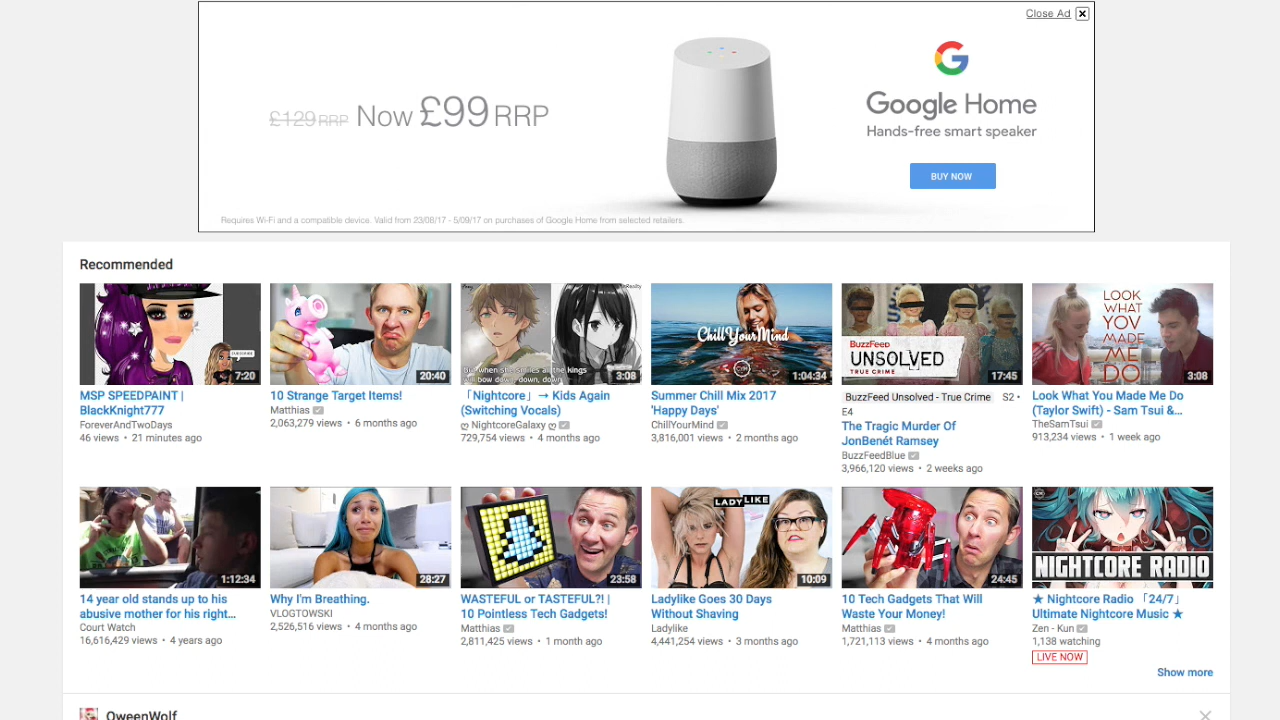 Close Ad
£129 RRP Now £99 RRP
Google Home
Hands-free smart speaker
BUY NOW
Requires Wi-Fi and a compatible device. Valid from 23/08/17 - 5/09/17 on purchases of Google Home from selected retailers.
Recommended
7:20
MSP SPEEDPAINT |
BlackKnight777
ForeverAndTwoDays
46 views • 21 minutes ago
20:40
10 Strange Target Items!
Matthias
2,063,279 views • 6 months ago
but when she smiles all the kings
will bow down, down, down
3:08
「Nightcore」→ Kids Again
(Switching Vocals)
ღ NightcoreGalaxy ღ
729,754 views • 4 months ago
ChillYourMind
1:04:34
Summer Chill Mix 2017
'Happy Days'
ChillYourMind
3,816,001 views • 2 months ago
BuzzFeed
UNSOLVED
TRUE CRIME
17:45
BuzzFeed Unsolved - True Crime S2 •
E4
The Tragic Murder Of
JonBenét Ramsey
BuzzFeedBlue
3,966,120 views • 2 weeks ago
LOOK
WHAT
YOU
MADE
ME
DO
3:08
Look What You Made Me Do
(Taylor Swift) - Sam Tsui &...
TheSamTsui
913,234 views • 1 week ago
1:12:34
14 year old stands up to his
abusive mother for his right...
Court Watch
16,616,429 views • 4 years ago
28:27
Why I'm Breathing.
VLOGTOWSKI
2,526,516 views • 4 months ago
23:58
WASTEFUL or TASTEFUL?! |
10 Pointless Tech Gadgets!
Matthias
2,811,425 views • 1 month ago
LADYLIKE
10:09
Ladylike Goes 30 Days
Without Shaving
Ladylike
4,441,254 views • 3 months ago
24:45
10 Tech Gadgets That Will
Waste Your Money!
Matthias
1,721,113 views • 4 months ago
NIGHTCORE RADIO
★ Nightcore Radio 「24/7」
Ultimate Nightcore Music ★
Zen - Kun
1,138 watching
LIVE NOW
Show more
QweenWolf